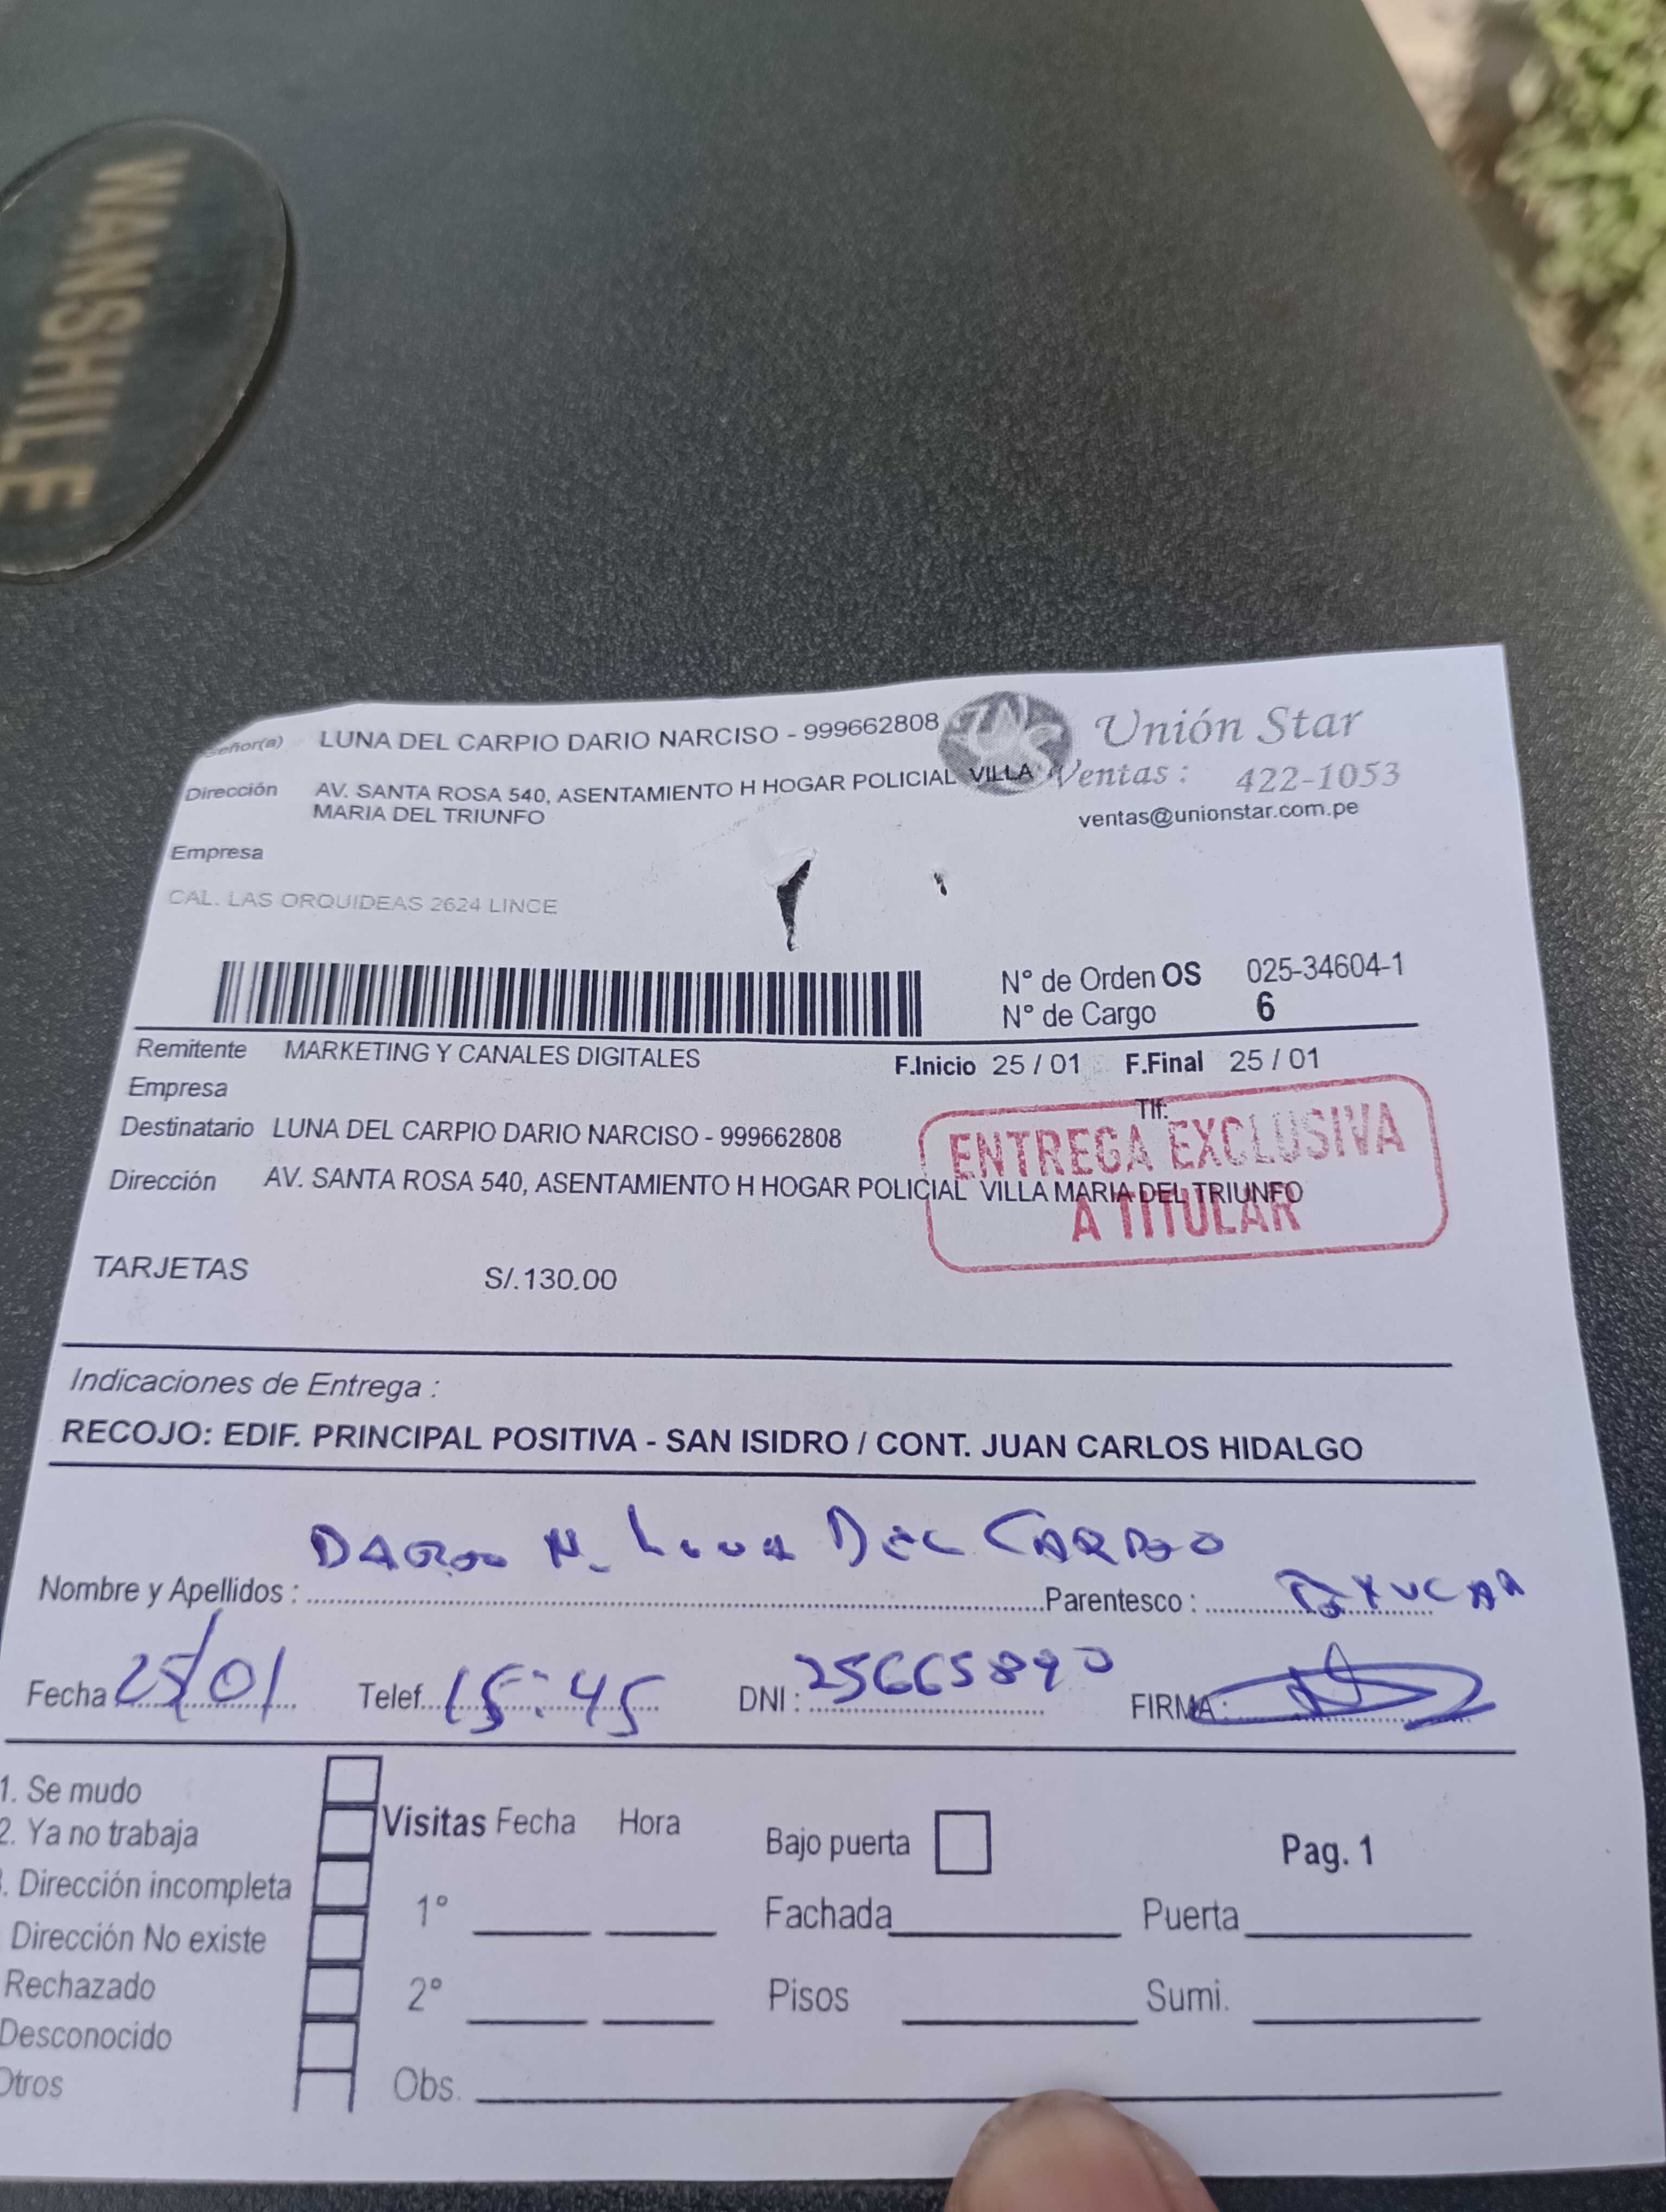 WANSHILE
eñor(a) LUNA DEL CARPIO DARIO NARCISO - 999662808
Unión Star
Dirección AV. SANTA ROSA 540, ASENTAMIENTO H HOGAR POLICIAL VILLA
MARIA DEL TRIUNFO
Ventas : 422-1053
ventas@unionstar.com.pe
Empresa
CAL. LAS ORQUIDEAS 2624 LINCE
N° de Orden OS 025-34604-1
N° de Cargo 6
Remitente MARKETING Y CANALES DIGITALES F.Inicio 25 / 01 F.Final 25 / 01
Empresa
Tlf:
Destinatario LUNA DEL CARPIO DARIO NARCISO - 999662808
ENTREGA EXCLUSIVA
A TITULAR
Dirección AV. SANTA ROSA 540, ASENTAMIENTO H HOGAR POLICIAL VILLA MARIA DEL TRIUNFO
TARJETAS S/.130.00
Indicaciones de Entrega :
RECOJO: EDIF. PRINCIPAL POSITIVA - SAN ISIDRO / CONT. JUAN CARLOS HIDALGO
Nombre y Apellidos : DARIO N. LUNA DEL CARPIO Parentesco :
Fecha 25/01 Telef. 15:45 DNI : 25665890 FIRMA :
1. Se mudo
2. Ya no trabaja
. Dirección incompleta
Dirección No existe
Rechazado
Desconocido
Otros
Visitas Fecha Hora
1°
2°
Obs.
Bajo puerta
Pag. 1
Fachada Puerta
Pisos Sumi.